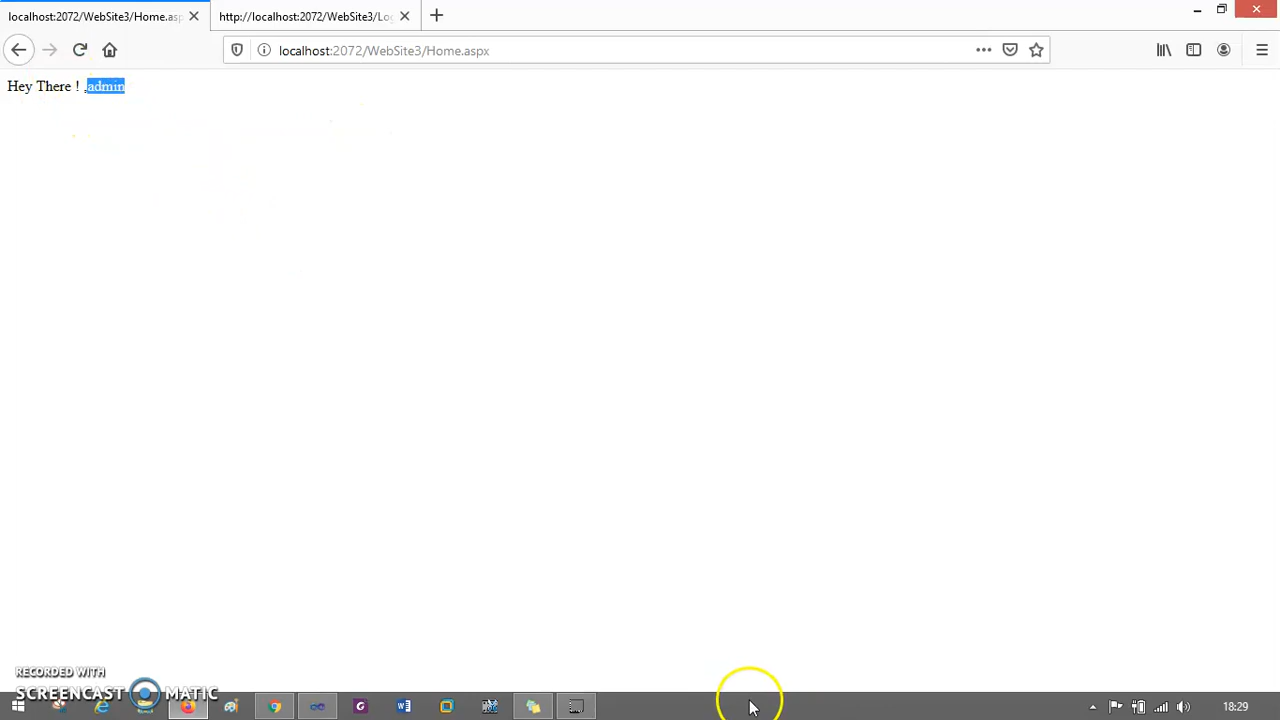 localhost:2072/WebSite3/Home.asp
http://localhost:2072/WebSite3/Lo
localhost:2072/WebSite3/Home.aspx
Hey There ! ,admin
RECORDED WITH
SCREENCAST MATIC
18:29